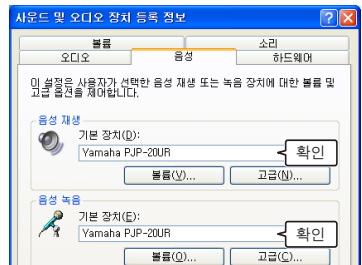 사운드 및 오디오 장치 등록 정보
볼륨 소리
오디오 음성 하드웨어
이 설정은 사용자가 선택한 음성 재생 또는 녹음 장치에 대한 볼륨 및
고급 옵션을 제어합니다.
음성 재생
기본 장치(D):
Yamaha PJP-20UR
확인
볼륨(V)... 고급(N)...
음성 녹음
기본 장치(E):
Yamaha PJP-20UR
확인
볼륨(O)... 고급(C)...